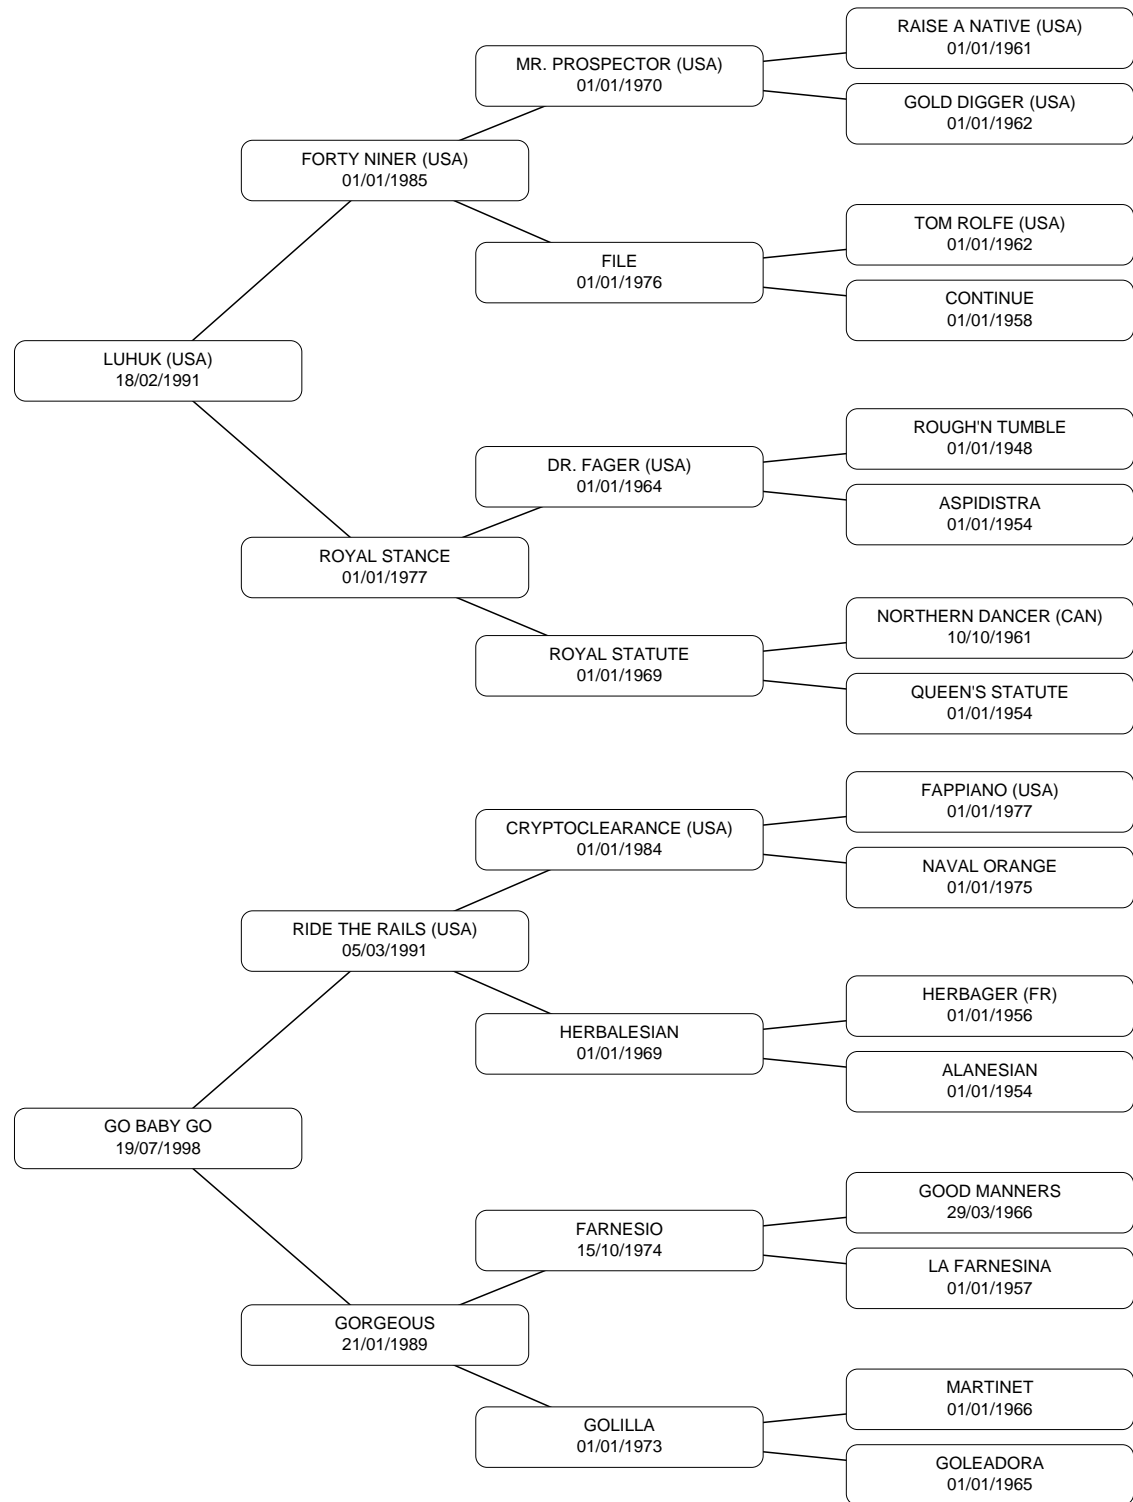 RAISE A NATIVE (USA)
01/01/1961
MR. PROSPECTOR (USA)
01/01/1970
GOLD DIGGER (USA)
01/01/1962
FORTY NINER (USA)
01/01/1985
TOM ROLFE (USA)
01/01/1962
FILE
01/01/1976
CONTINUE
01/01/1958
LUHUK (USA)
18/02/1991
ROUGH'N TUMBLE
01/01/1948
DR. FAGER (USA)
01/01/1964
ASPIDISTRA
01/01/1954
ROYAL STANCE
01/01/1977
NORTHERN DANCER (CAN)
10/10/1961
ROYAL STATUTE
01/01/1969
QUEEN'S STATUTE
01/01/1954
FAPPIANO (USA)
01/01/1977
CRYPTOCLEARANCE (USA)
01/01/1984
NAVAL ORANGE
01/01/1975
RIDE THE RAILS (USA)
05/03/1991
HERBAGER (FR)
01/01/1956
HERBALESIAN
01/01/1969
ALANESIAN
01/01/1954
GO BABY GO
19/07/1998
GOOD MANNERS
29/03/1966
FARNESIO
15/10/1974
LA FARNESINA
01/01/1957
GORGEOUS
21/01/1989
MARTINET
01/01/1966
GOLILLA
01/01/1973
GOLEADORA
01/01/1965